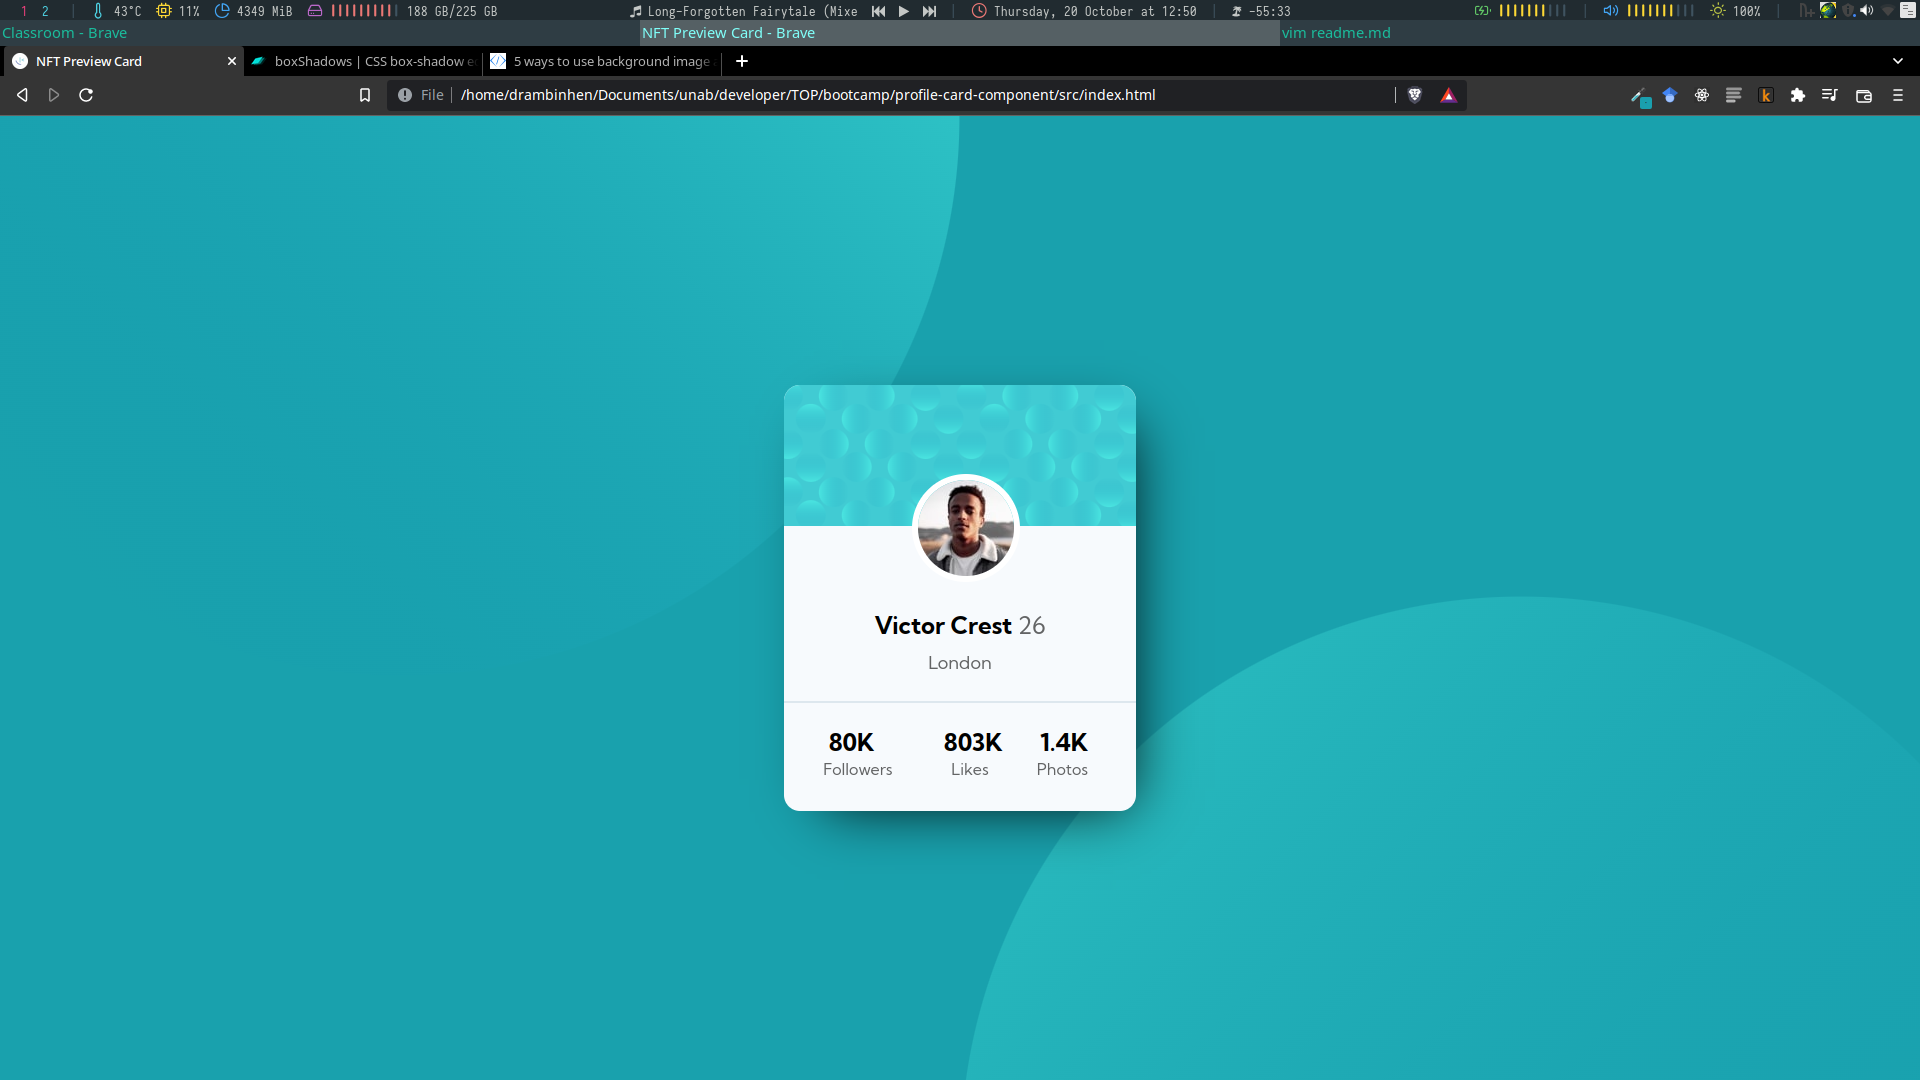 1 2 | 43°C 11% 4349 MiB 188 GB/225 GB Long-Forgotten Fairytale (Mixe | Thursday, 20 October at 12:50 | -55:33 | | 100% |
Classroom - Brave NFT Preview Card - Brave vim readme.md
NFT Preview Card boxShadows | CSS box-shadow e 5 ways to use background image
File | /home/drambinhen/Documents/unab/developer/TOP/bootcamp/profile-card-component/src/index.html
Victor Crest 26
London
80K 803K 1.4K
Followers Likes Photos